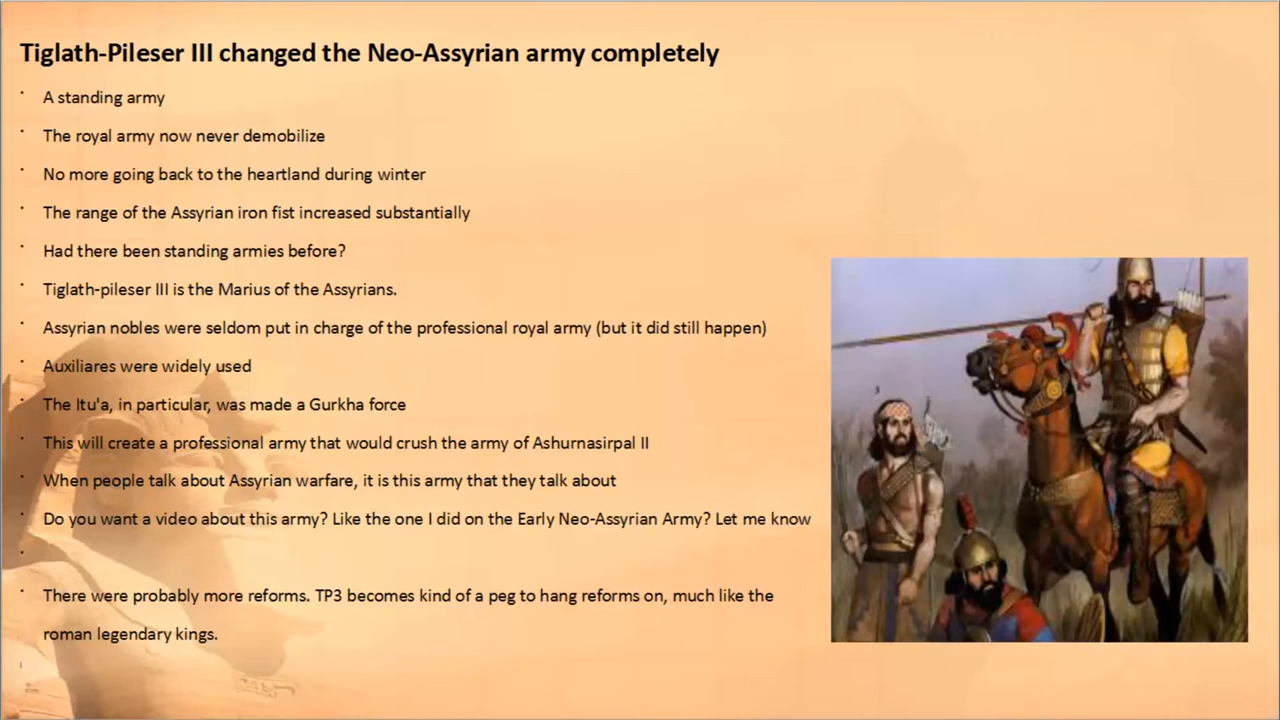 Tiglath-Pileser III changed the Neo-Assyrian army completely
A standing army
The royal army now never demobilize
No more going back to the heartland during winter
The range of the Assyrian iron fist increased substantially
Had there been standing armies before?
Tiglath-pileser III is the Marius of the Assyrians.
Assyrian nobles were seldom put in charge of the professional royal army (but it did still happen)
Auxiliares were widely used
The Itu'a, in particular, was made a Gurkha force
This will create a professional army that would crush the army of Ashurnasirpal II
When people talk about Assyrian warfare, it is this army that they talk about
Do you want a video about this army? Like the one I did on the Early Neo-Assyrian Army? Let me know
There were probably more reforms. TP3 becomes kind of a peg to hang reforms on, much like the
roman legendary kings.